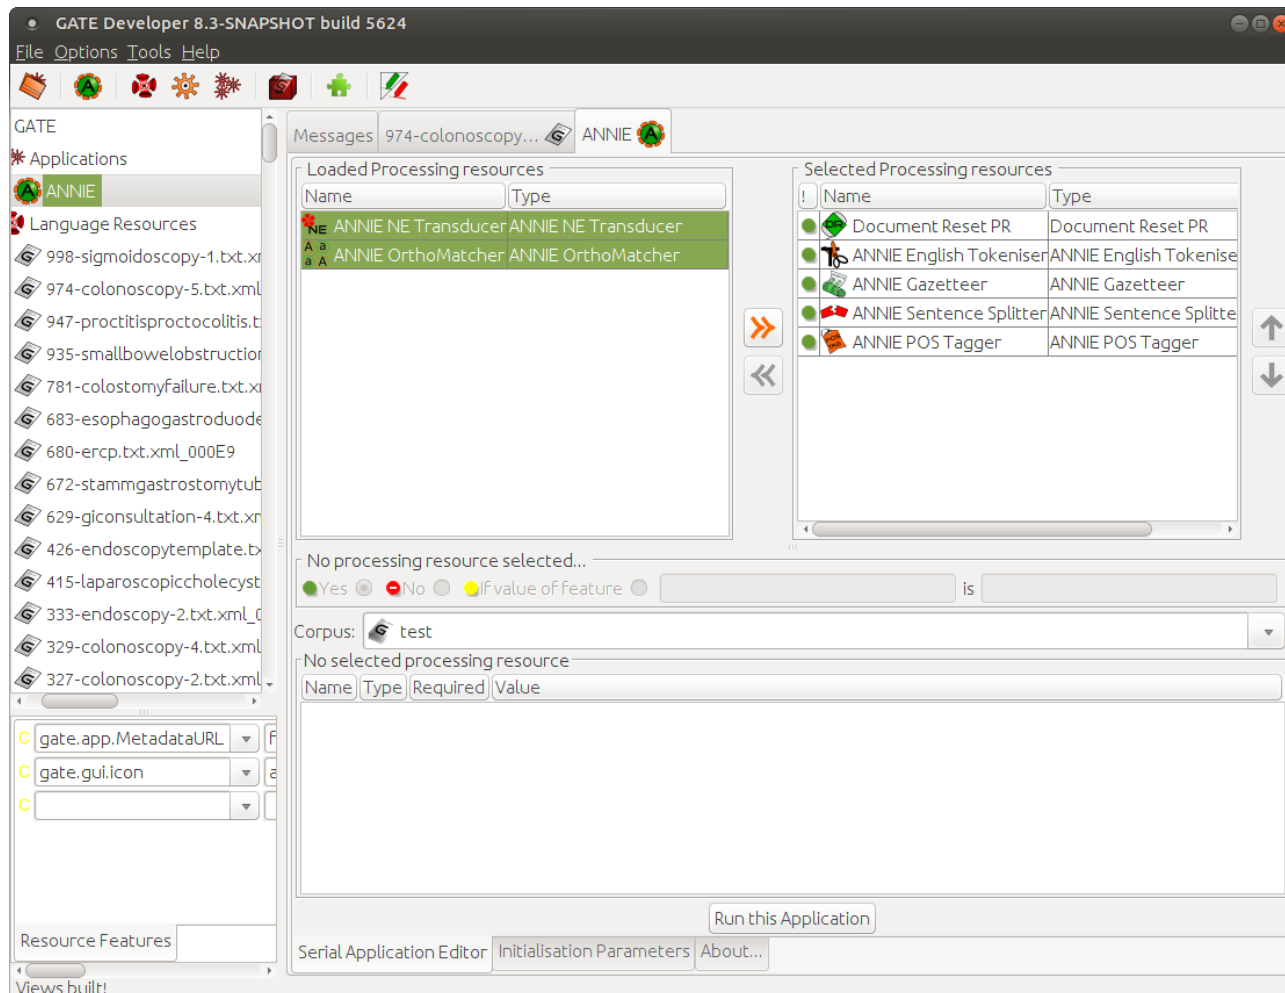 GATE Developer 8.3-SNAPSHOT build 5624
File Options Tools Help
GATE
Applications
ANNIE
Language Resources
998-sigmoidoscopy-1.txt.xr
974-colonoscopy-5.txt.xml
947-proctitisproctocolitis.t
935-smallbowelobstruction
781-colostomyfailure.txt.x
683-esophagogastroduode
680-ercp.txt.xml_000E9
672-stammgastrostomytub
629-giconsultation-4.txt.xr
426-endoscopytemplate.tx
415-laparoscopiccholecyst
333-endoscopy-2.txt.xml_0
329-colonoscopy-4.txt.xml
327-colonoscopy-2.txt.xml
C gate.app.MetadataURL f
C gate.gui.icon a
C
Resource Features
Views built!
Messages 974-colonoscopy... ANNIE
Loaded Processing resources
Name Type
ANNIE NE Transducer ANNIE NE Transducer
ANNIE OrthoMatcher ANNIE OrthoMatcher
Selected Processing resources
! Name Type
Document Reset PR Document Reset PR
ANNIE English Tokeniser ANNIE English Tokenise
ANNIE Gazetteer ANNIE Gazetteer
ANNIE Sentence Splitter ANNIE Sentence Splitte
ANNIE POS Tagger ANNIE POS Tagger
No processing resource selected...
Yes No If value of feature is
Corpus: test
No selected processing resource
Name Type Required Value
Run this Application
Serial Application Editor Initialisation Parameters About...